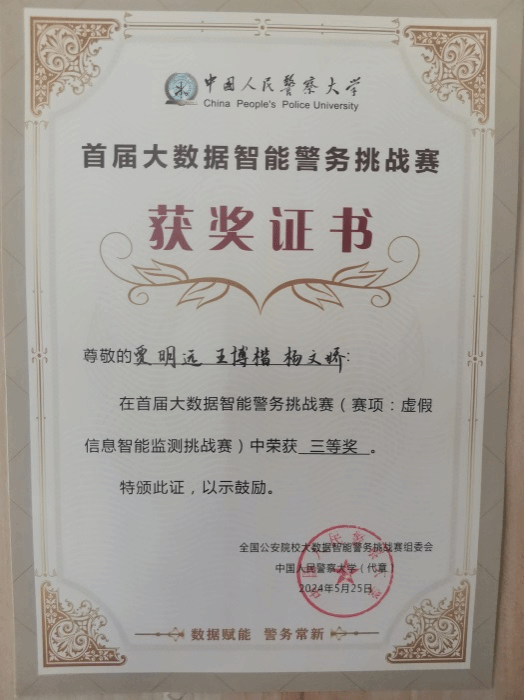 中国人民警察大学
China People's Police University
首届大数据智能警务挑战赛
获奖证书
尊敬的贾明远 王博楷 杨文娇:
在首届大数据智能警务挑战赛（赛项：虚假
信息智能监测挑战赛）中荣获 三等奖 。
特颁此证，以示鼓励。
全国公安院校大数据智能警务挑战赛组委会
中国人民警察大学（代章）
2024年5月25日
数据赋能 警务常新